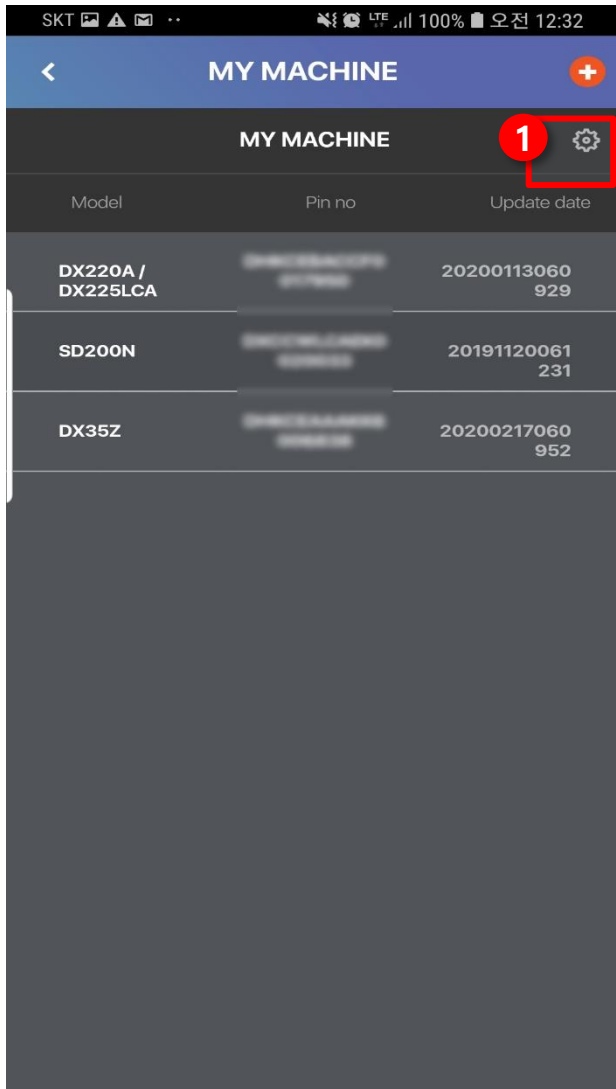 SKT LTE 100% 오전 12:32
MY MACHINE
MY MACHINE 1
Model Pin no Update date
DX220A / 20200113060
DX225LCA 929
SD200N 20191120061
231
DX35Z 20200217060
952